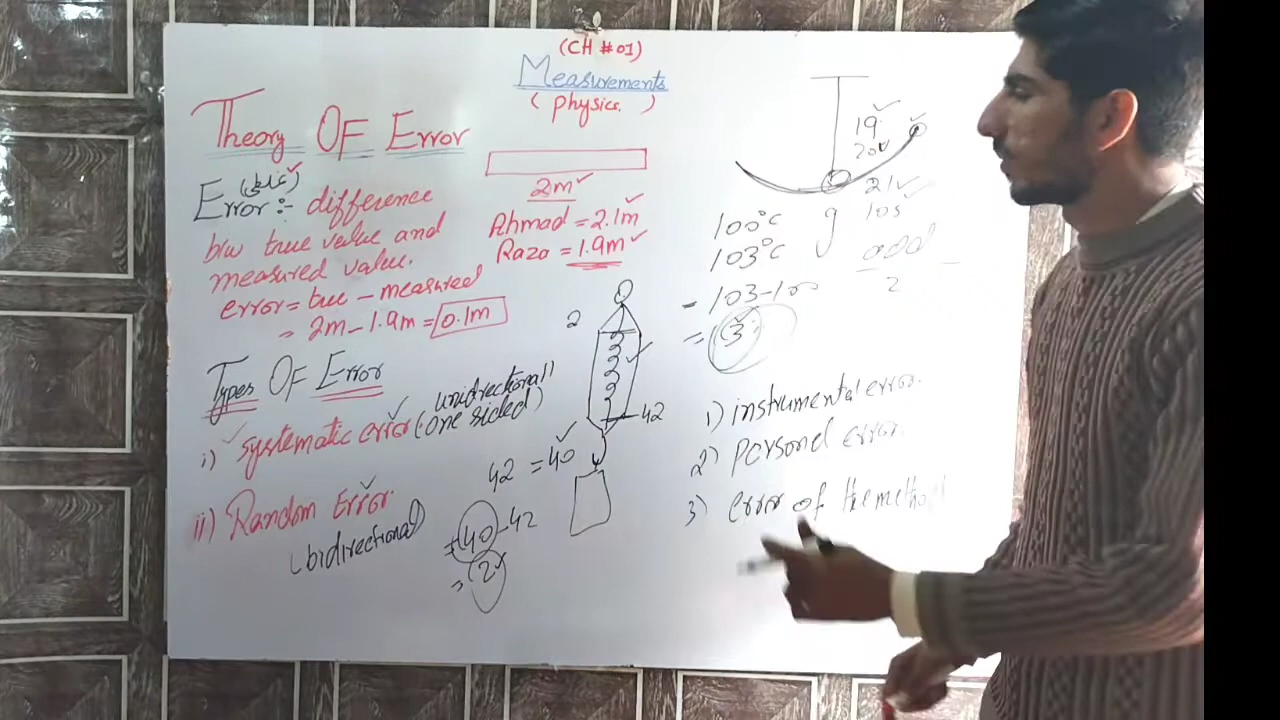 (CH # 01)
Measurements
( Physics. )
Theory OF Error
(غلطی)
Error :- difference
b/w true value and
measured value.
error = true - measured
= 2m - 1.9m = 0.1m
2m
Ahmad = 2.1m
Raza = 1.9m
Types OF Error
i) systematic error (one sided)
unidirectional
ii) Random Error.
(bidirectional)
2
42
42 = 40
= (40) - 42
= (2)
19
20
21
105
g
2
100°c
103°c
- 103 - 100
= (3)
1) instrumental error.
2) Personel error.
3) error of the method